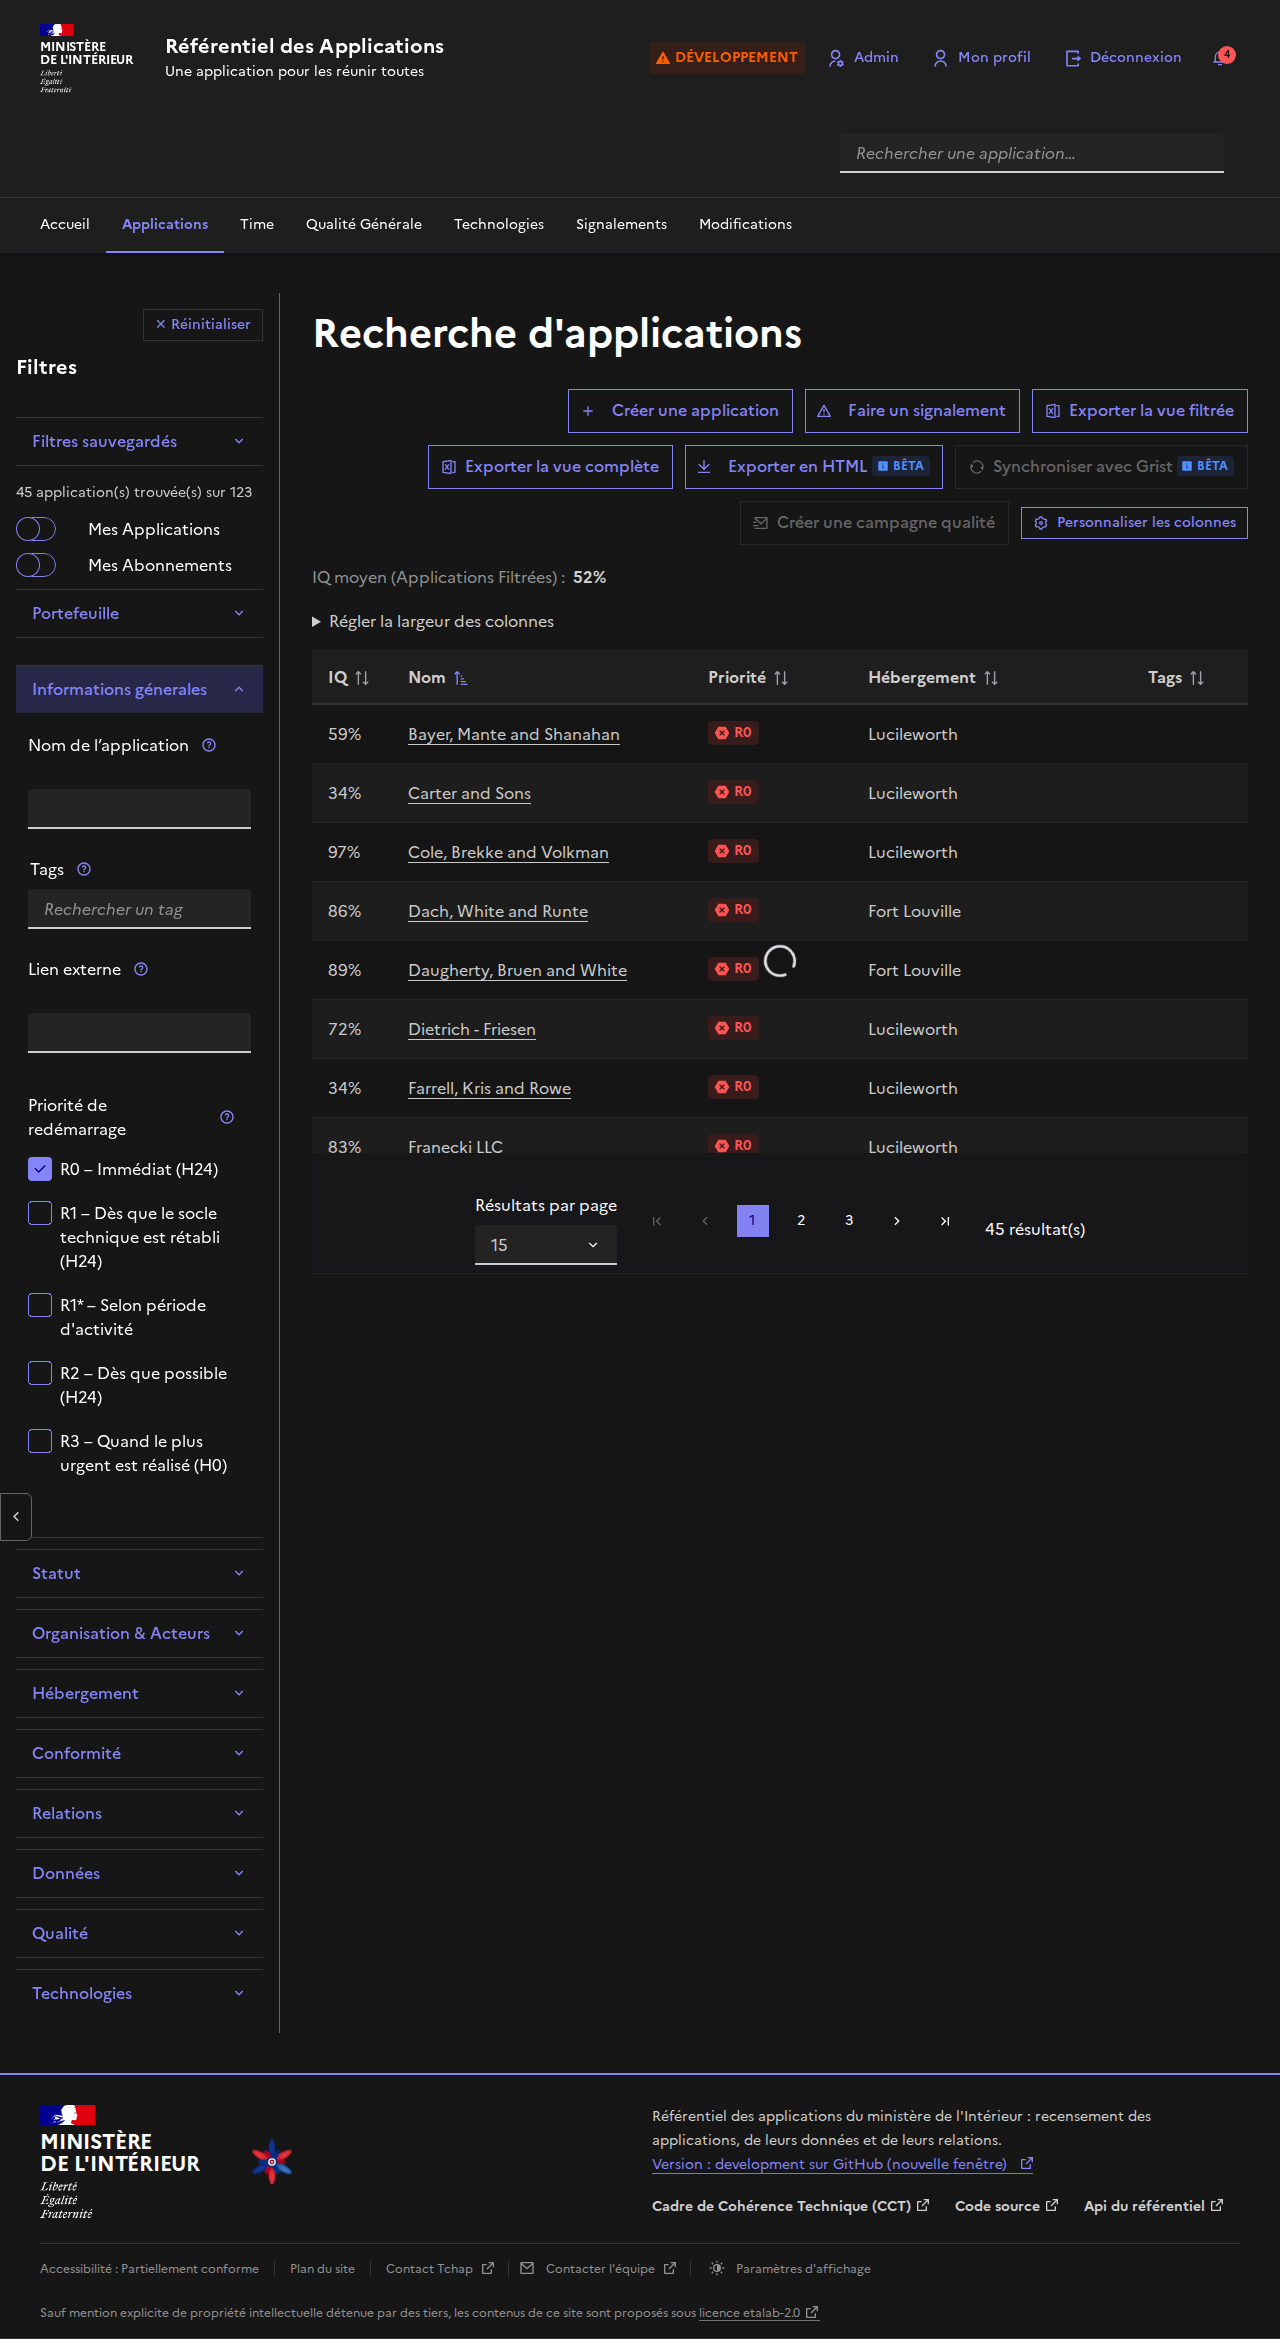 MINISTÈRE
DE L'INTÉRIEUR
Liberté
Égalité
Fraternité
Référentiel des Applications
Une application pour les réunir toutes
DÉVELOPPEMENT
Admin
Mon profil
Déconnexion
4
Rechercher une application...
Accueil
Applications
Time
Qualité Générale
Technologies
Signalements
Modifications
Réinitialiser
Filtres
Filtres sauvegardés
45 application(s) trouvée(s) sur 123
Mes Applications
Mes Abonnements
Portefeuille
Informations génerales
Nom de l’application
Tags
Rechercher un tag
Lien externe
Priorité de
redémarrage
R0 – Immédiat (H24)
R1 – Dès que le socle
technique est rétabli
(H24)
R1* – Selon période
d'activité
R2 – Dès que possible
(H24)
R3 – Quand le plus
urgent est réalisé (H0)
Statut
Organisation & Acteurs
Hébergement
Conformité
Relations
Données
Qualité
Technologies
Recherche d'applications
Créer une application
Faire un signalement
Exporter la vue filtrée
Exporter la vue complète
Exporter en HTML BÊTA
Synchroniser avec Grist BÊTA
Créer une campagne qualité
Personnaliser les colonnes
IQ moyen (Applications Filtrées) : 52%
Régler la largeur des colonnes
IQ Nom Priorité Hébergement Tags
59% Bayer, Mante and Shanahan R0 Lucileworth
34% Carter and Sons R0 Lucileworth
97% Cole, Brekke and Volkman R0 Lucileworth
86% Dach, White and Runte R0 Fort Louville
89% Daugherty, Bruen and White R0 Fort Louville
72% Dietrich - Friesen R0 Lucileworth
34% Farrell, Kris and Rowe R0 Lucileworth
83% Franecki LLC R0 Lucileworth
Résultats par page
15
1 2 3
45 résultat(s)
MINISTÈRE
DE L'INTÉRIEUR
Liberté
Égalité
Fraternité
Référentiel des applications du ministère de l'Intérieur : recensement des
applications, de leurs données et de leurs relations.
Version : development sur GitHub (nouvelle fenêtre)
Cadre de Cohérence Technique (CCT)
Code source
Api du référentiel
Accessibilité : Partiellement conforme
Plan du site
Contact Tchap
Contacter l'équipe
Paramètres d'affichage
Sauf mention explicite de propriété intellectuelle détenue par des tiers, les contenus de ce site sont proposés sous licence etalab-2.0